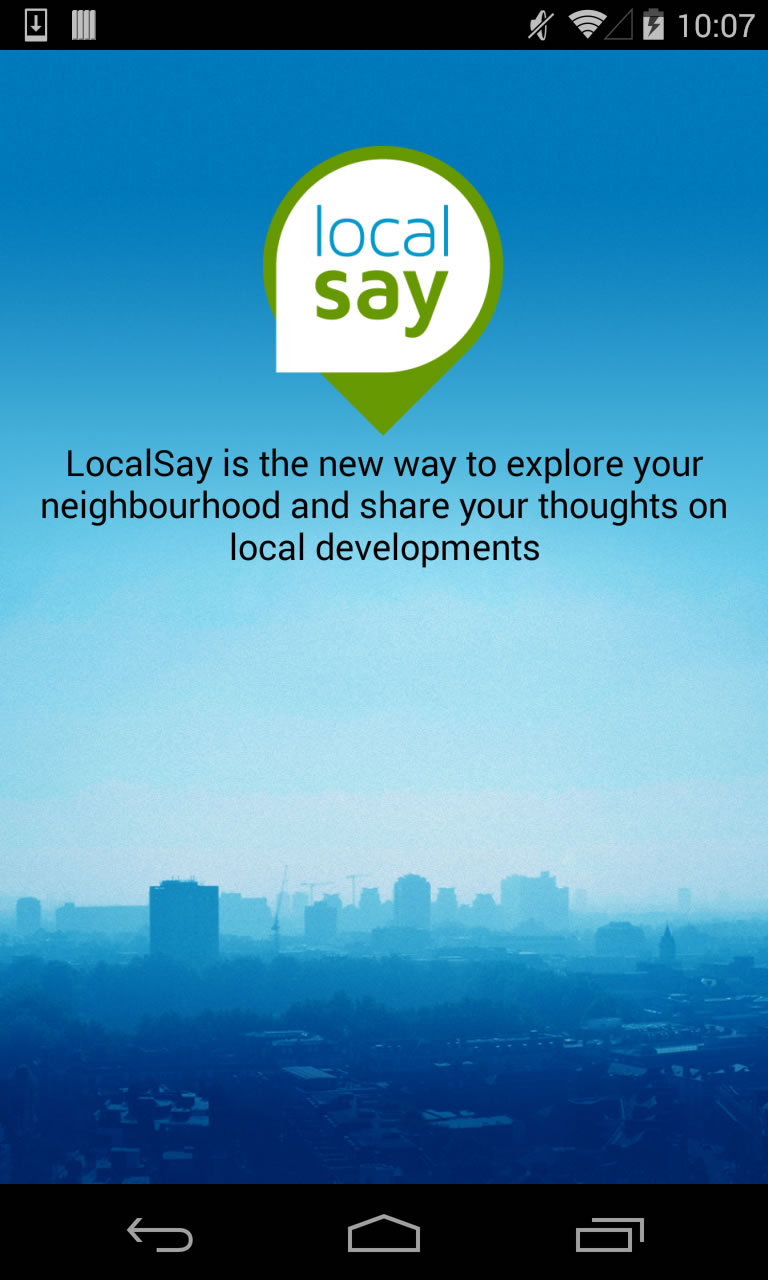 10:07
local
say
LocalSay is the new way to explore your
neighbourhood and share your thoughts on
local developments